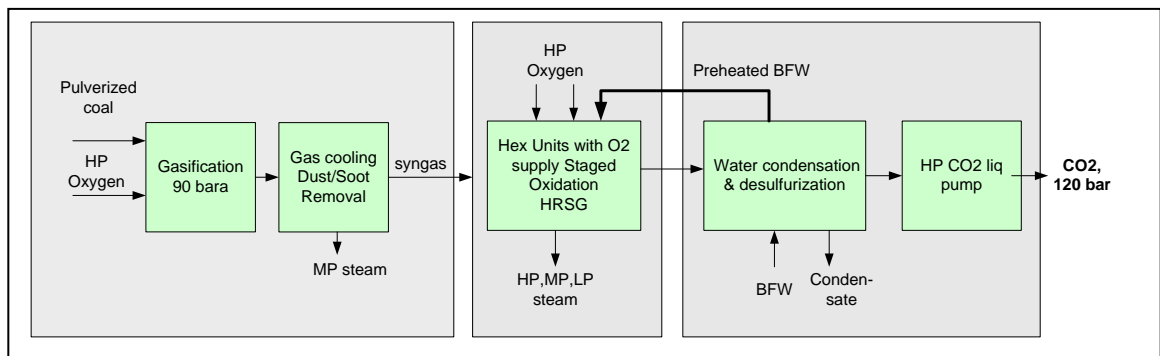 Pulverized
coal
HP
Oxygen
Gasification
90 bara
Gas cooling
Dust/Soot
Removal
MP steam
syngas
HP
Oxygen
Hex Units with O2
supply Staged
Oxidation
HRSG
HP,MP,LP
steam
Preheated BFW
Water condensation
& desulfurization
BFW
Conden-
sate
HP CO2 liq
pump
CO2,
120 bar